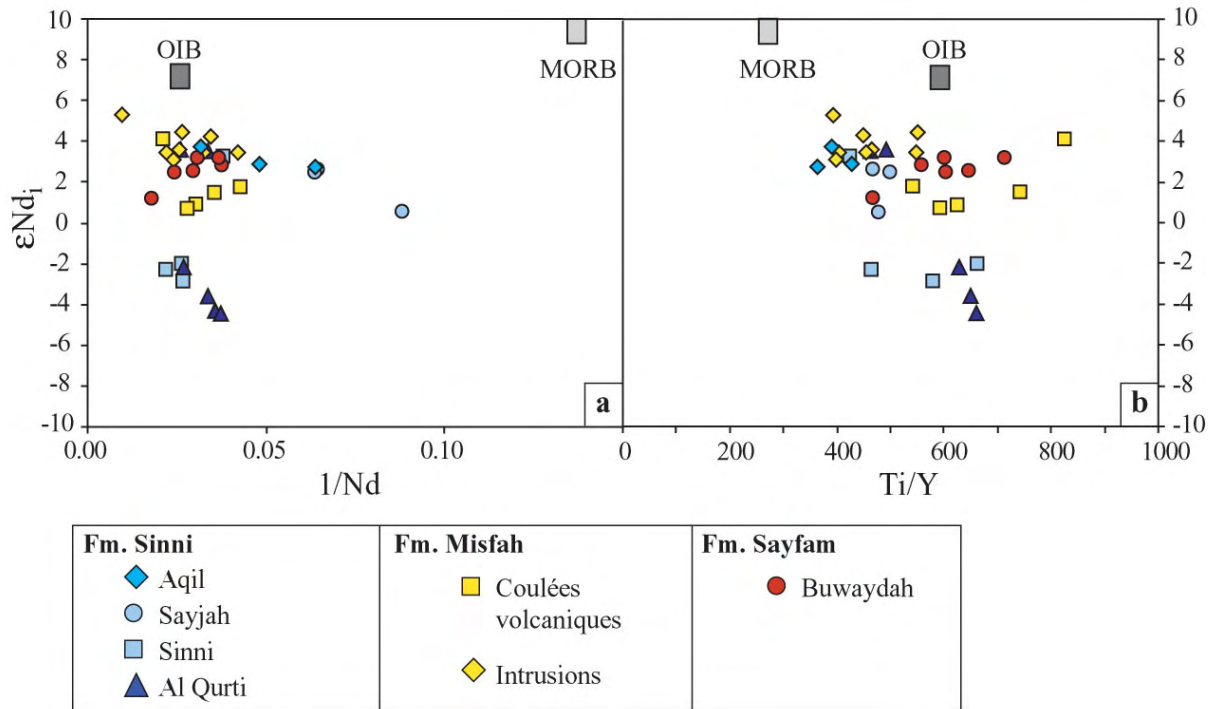 10
8
6
4
2
0
-2
-4
-6
-8
-10
εNdi
OIB
MORB
a
0.00
0.05
0.10
1/Nd
MORB
OIB
b
0
200
400
600
800
1000
Ti/Y
10
8
6
4
2
0
-2
-4
-6
-8
-10
Fm. Sinni
Aqil
Sayjah
Sinni
Al Qurti
Fm. Misfah
Coulées
volcaniques
Intrusions
Fm. Sayfam
Buwaydah